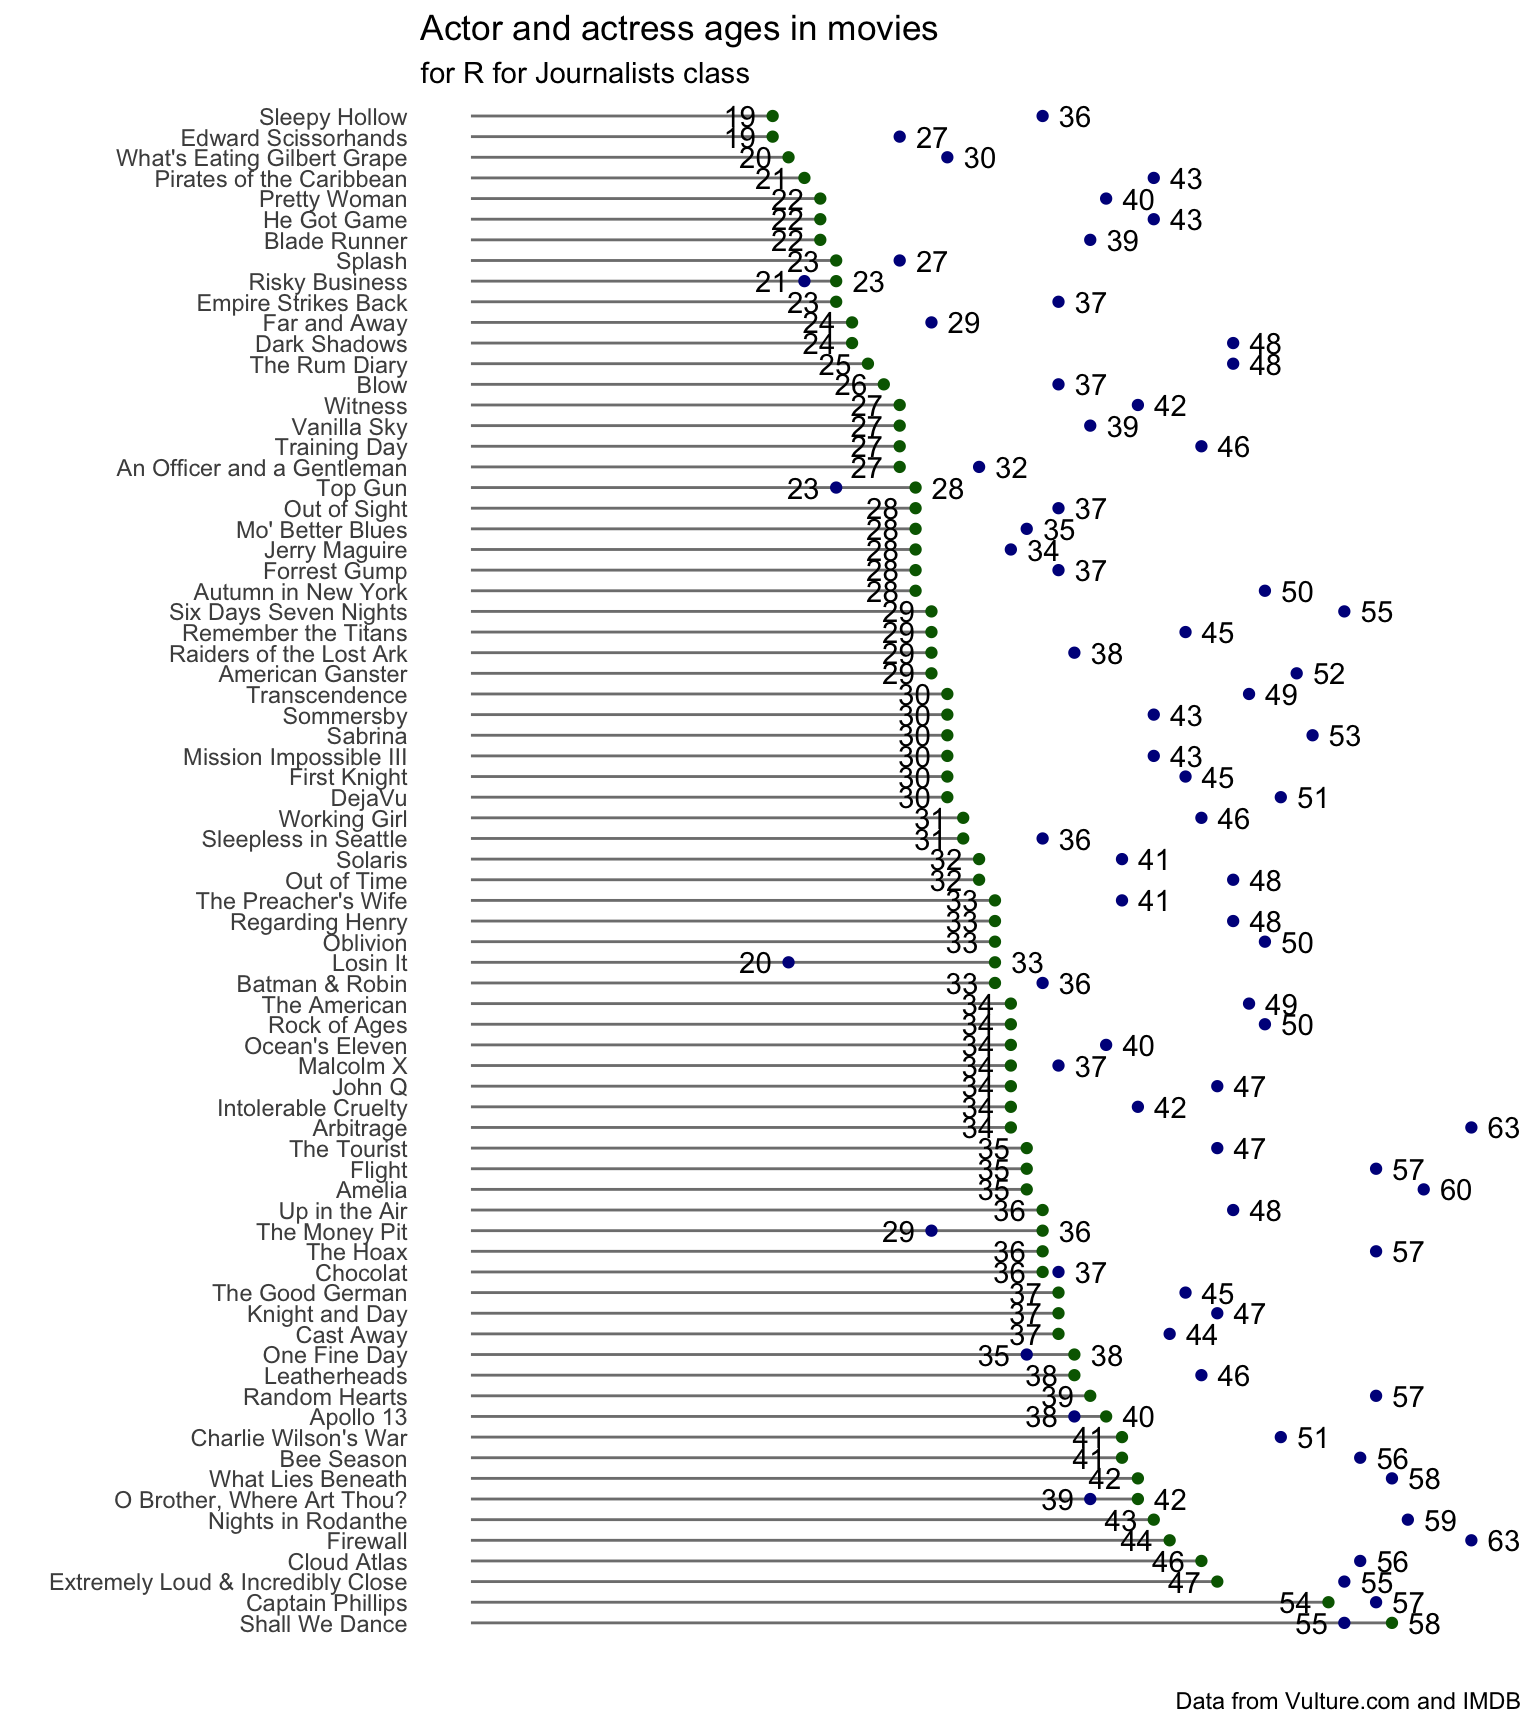 Actor and actress ages in movies
for R for Journalists class
Sleepy Hollow 19 36
Edward Scissorhands 19 27
What's Eating Gilbert Grape 20 30
Pirates of the Caribbean 21 43
Pretty Woman 22 40
He Got Game 22 43
Blade Runner 22 39
Splash 23 27
Risky Business 21 23
Empire Strikes Back 23 37
Far and Away 24 29
Dark Shadows 24 48
The Rum Diary 25 48
Blow 26 37
Witness 27 42
Vanilla Sky 27 39
Training Day 27 46
An Officer and a Gentleman 27 32
Top Gun 23 28
Out of Sight 28 37
Mo' Better Blues 28 35
Jerry Maguire 28 34
Forrest Gump 28 37
Autumn in New York 28 50
Six Days Seven Nights 29 55
Remember the Titans 29 45
Raiders of the Lost Ark 29 38
American Ganster 29 52
Transcendence 30 49
Sommersby 30 43
Sabrina 30 53
Mission Impossible III 30 43
First Knight 30 45
DejaVu 30 51
Working Girl 31 46
Sleepless in Seattle 31 36
Solaris 32 41
Out of Time 32 48
The Preacher's Wife 33 41
Regarding Henry 33 48
Oblivion 33 50
Losin It 20 33
Batman & Robin 33 36
The American 34 49
Rock of Ages 34 50
Ocean's Eleven 34 40
Malcolm X 34 37
John Q 34 47
Intolerable Cruelty 34 42
Arbitrage 34 63
The Tourist 35 47
Flight 35 57
Amelia 35 60
Up in the Air 36 48
The Money Pit 29 36
The Hoax 36 57
Chocolat 36 37
The Good German 37 45
Knight and Day 37 47
Cast Away 37 44
One Fine Day 35 38
Leatherheads 38 46
Random Hearts 39 57
Apollo 13 38 40
Charlie Wilson's War 41 51
Bee Season 41 56
What Lies Beneath 42 58
O Brother, Where Art Thou? 39 42
Nights in Rodanthe 43 59
Firewall 44 63
Cloud Atlas 46 56
Extremely Loud & Incredibly Close 47 55
Captain Phillips 54 57
Shall We Dance 55 58
Data from Vulture.com and IMDB